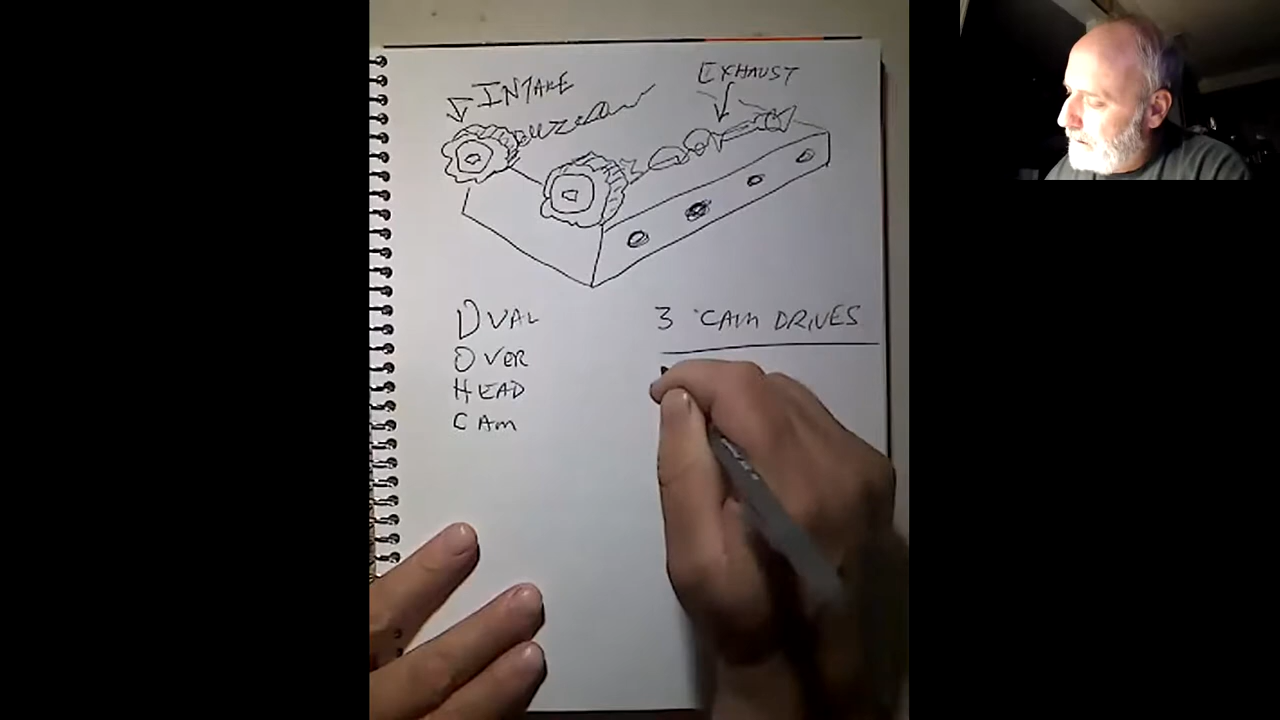 INTAKE
EXHAUST
DUAL
OVER
HEAD
CAM
3 CAM DRIVES